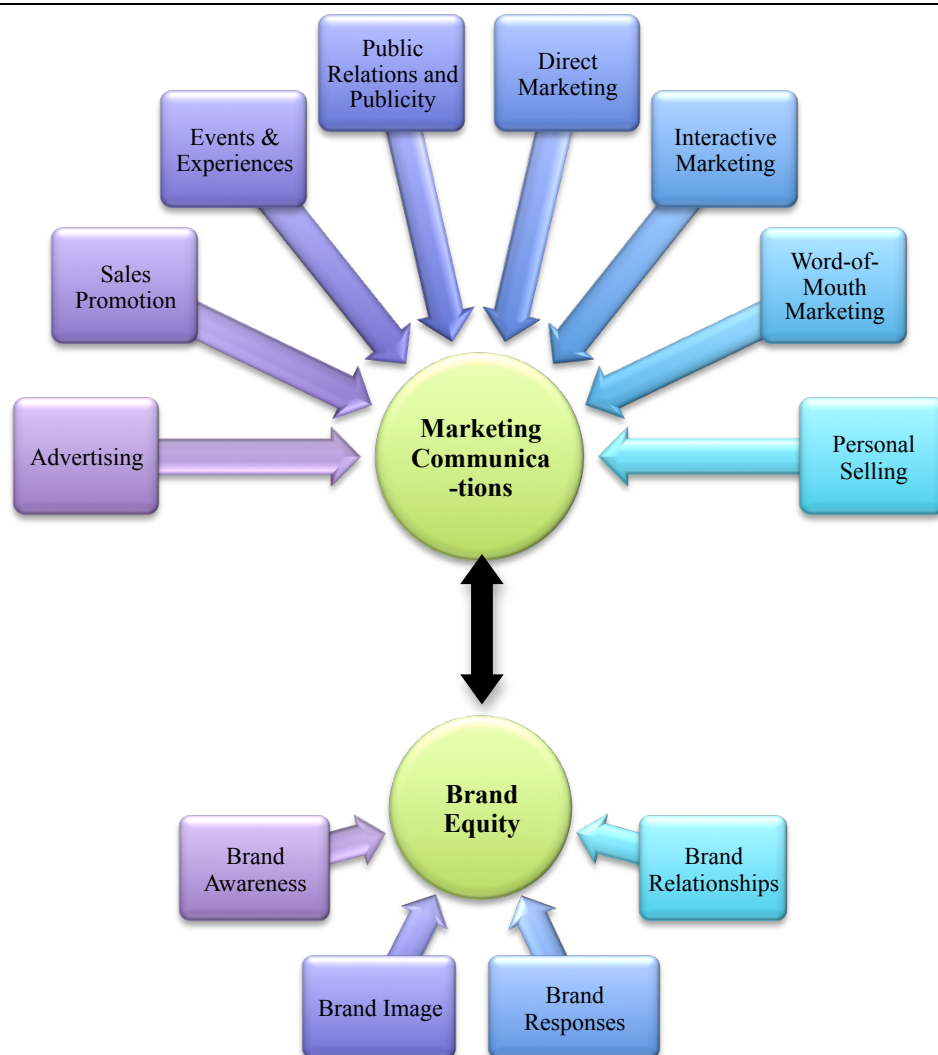 Public
Relations and
Publicity
Direct
Marketing
Events &
Experiences
Interactive
Marketing
Sales
Promotion
Word-of-
Mouth
Marketing
Advertising
Marketing
Communica
-tions
Personal
Selling
Brand
Equity
Brand
Awareness
Brand
Relationships
Brand Image
Brand
Responses